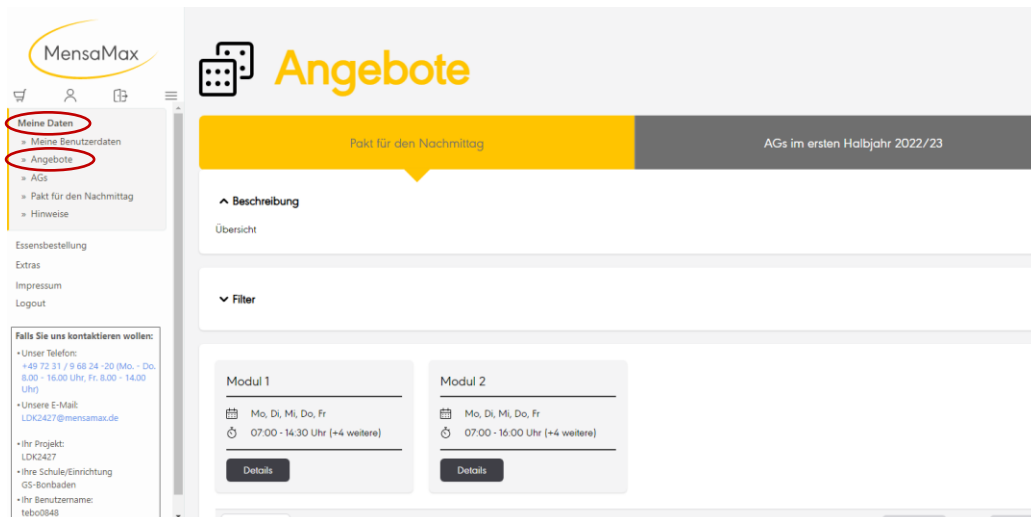 MensaMax
Meine Daten
» Meine Benutzerdaten
» Angebote
» AGs
» Pakt für den Nachmittag
» Hinweise
Essensbestellung
Extras
Impressum
Logout
Falls Sie uns kontaktieren wollen:
• Unser Telefon:
+49 72 31 / 9 68 24 -20 (Mo. - Do.
8.00 - 16.00 Uhr, Fr. 8.00 - 14.00
Uhr)
• Unsere E-Mail:
LDK2427@mensamax.de
• Ihr Projekt:
LDK2427
• Ihre Schule/Einrichtung
GS-Bonbaden
• Ihr Benutzername:
tebo0848
Angebote
Pakt für den Nachmittag
AGs im ersten Halbjahr 2022/23
Beschreibung
Übersicht
Filter
Modul 1
Mo, Di, Mi, Do, Fr
07:00 - 14:30 Uhr (+4 weitere)
Details
Modul 2
Mo, Di, Mi, Do, Fr
07:00 - 16:00 Uhr (+4 weitere)
Details